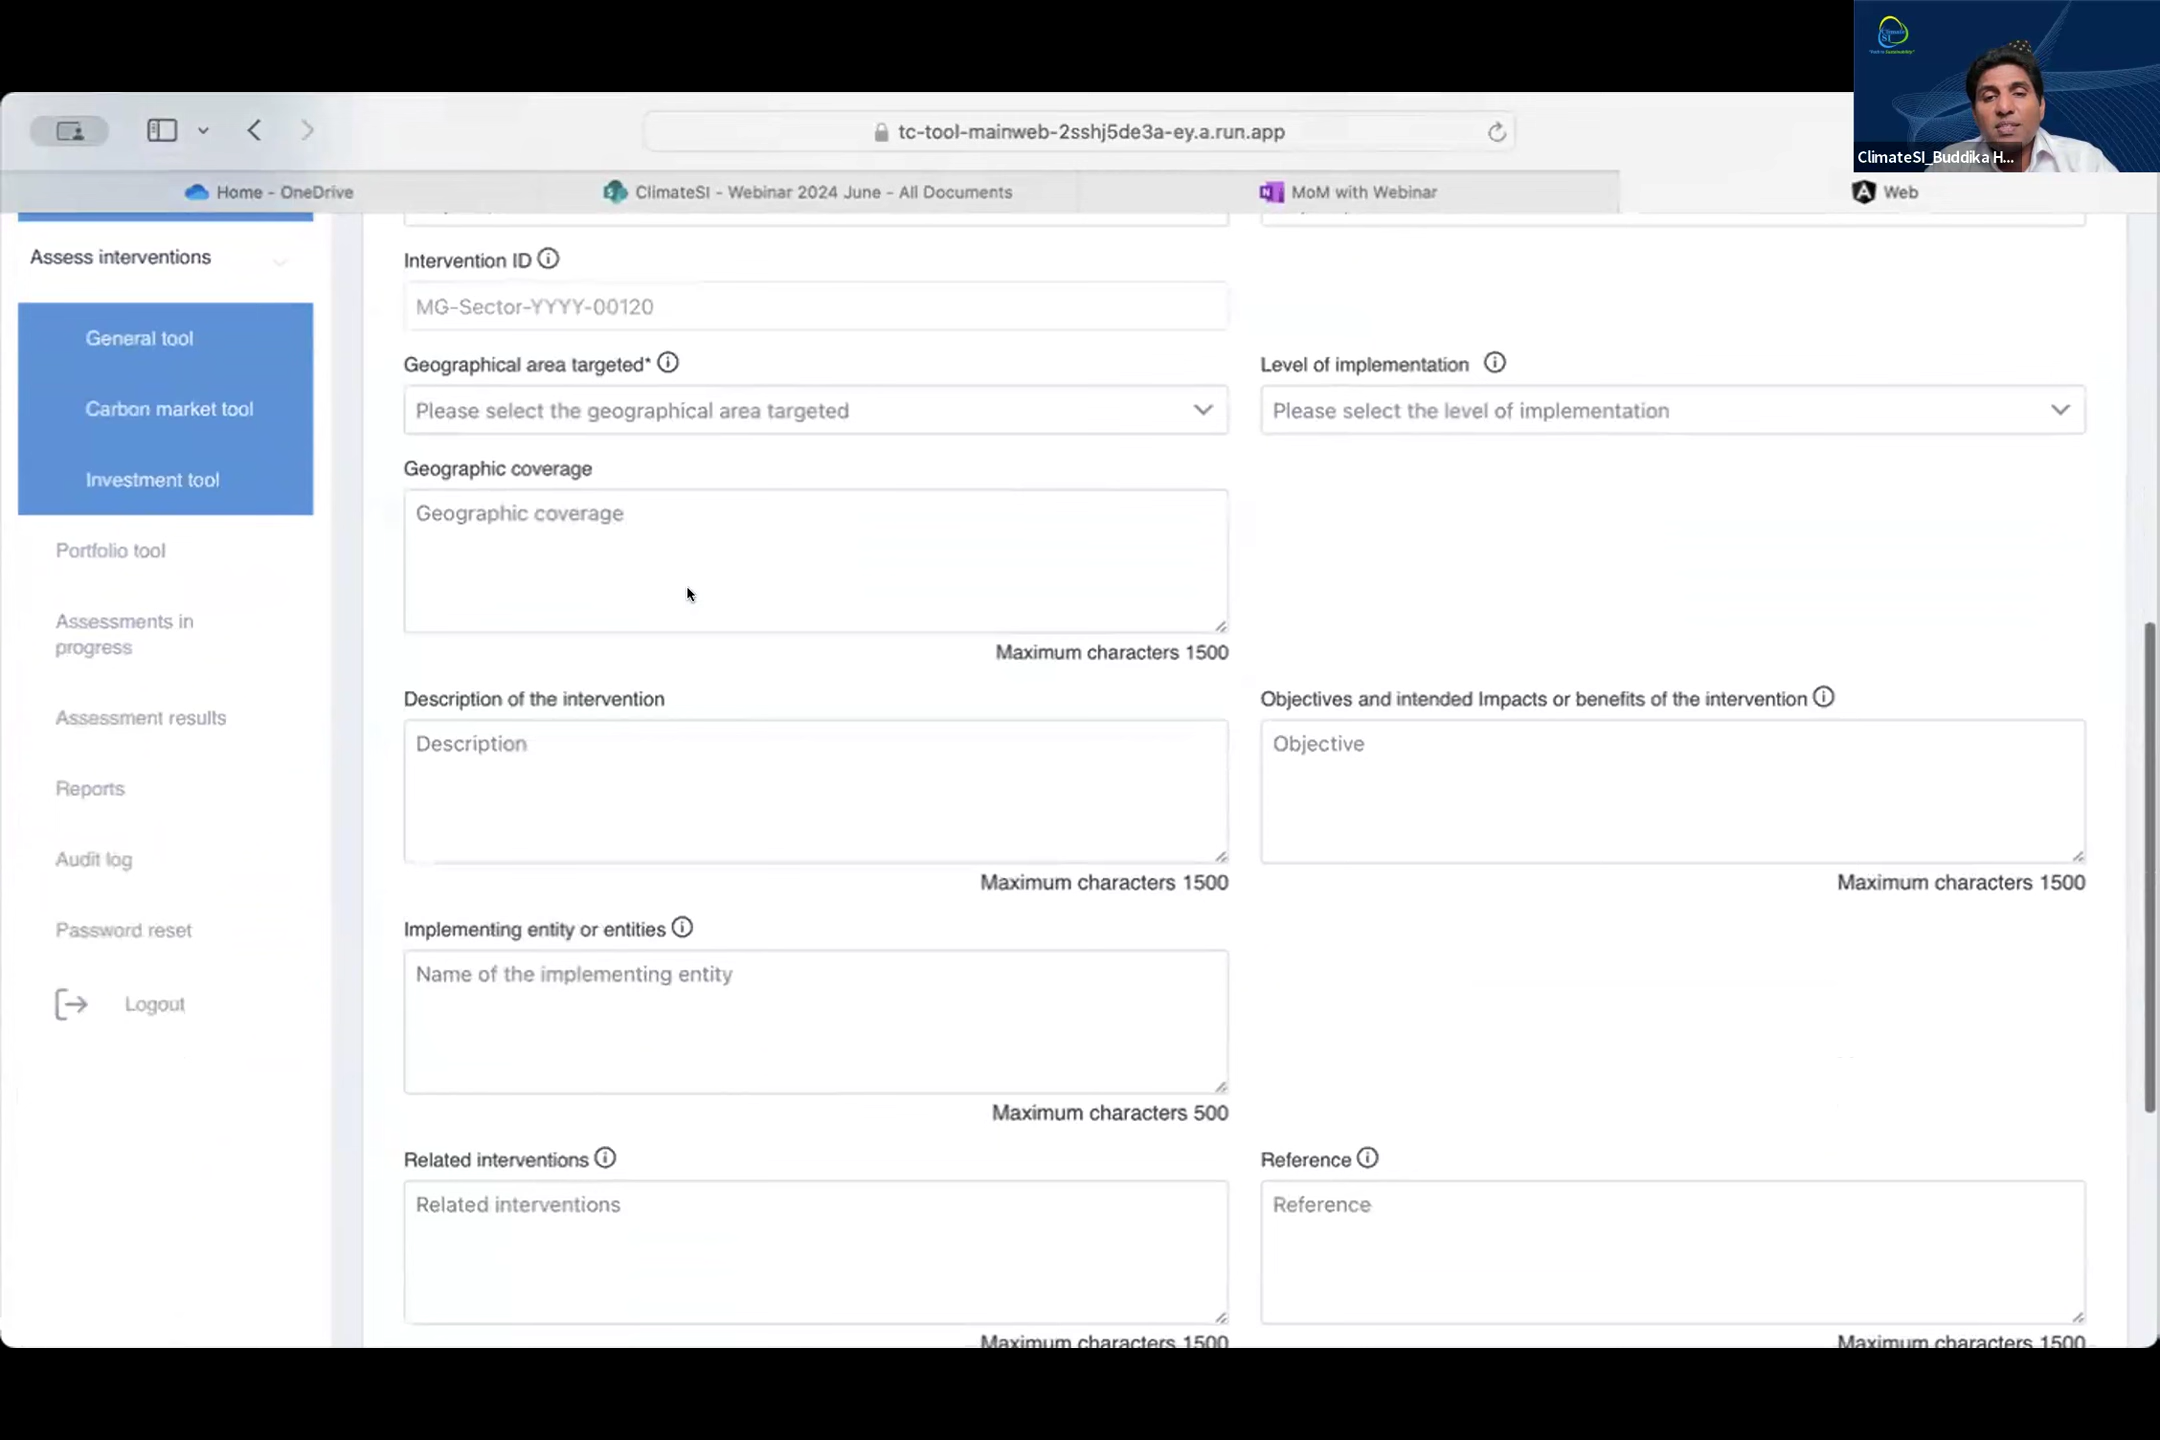 ClimateSI_Buddika H...
tc-tool-mainweb-2sshj5de3a-ey.a.run.app
Home - OneDrive
ClimateSI - Webinar 2024 June - All Documents
MoM with Webinar
Web
Assess interventions
General tool
Carbon market tool
Investment tool
Portfolio tool
Assessments in
progress
Assessment results
Reports
Audit log
Password reset
Logout
Intervention ID
MG-Sector-YYYY-00120
Geographical area targeted*
Level of implementation
Please select the geographical area targeted
Please select the level of implementation
Geographic coverage
Geographic coverage
Maximum characters 1500
Description of the intervention
Objectives and intended Impacts or benefits of the intervention
Description
Objective
Maximum characters 1500
Maximum characters 1500
Implementing entity or entities
Name of the implementing entity
Maximum characters 500
Related interventions
Reference
Related interventions
Reference
Maximum characters 1500
Maximum characters 1500